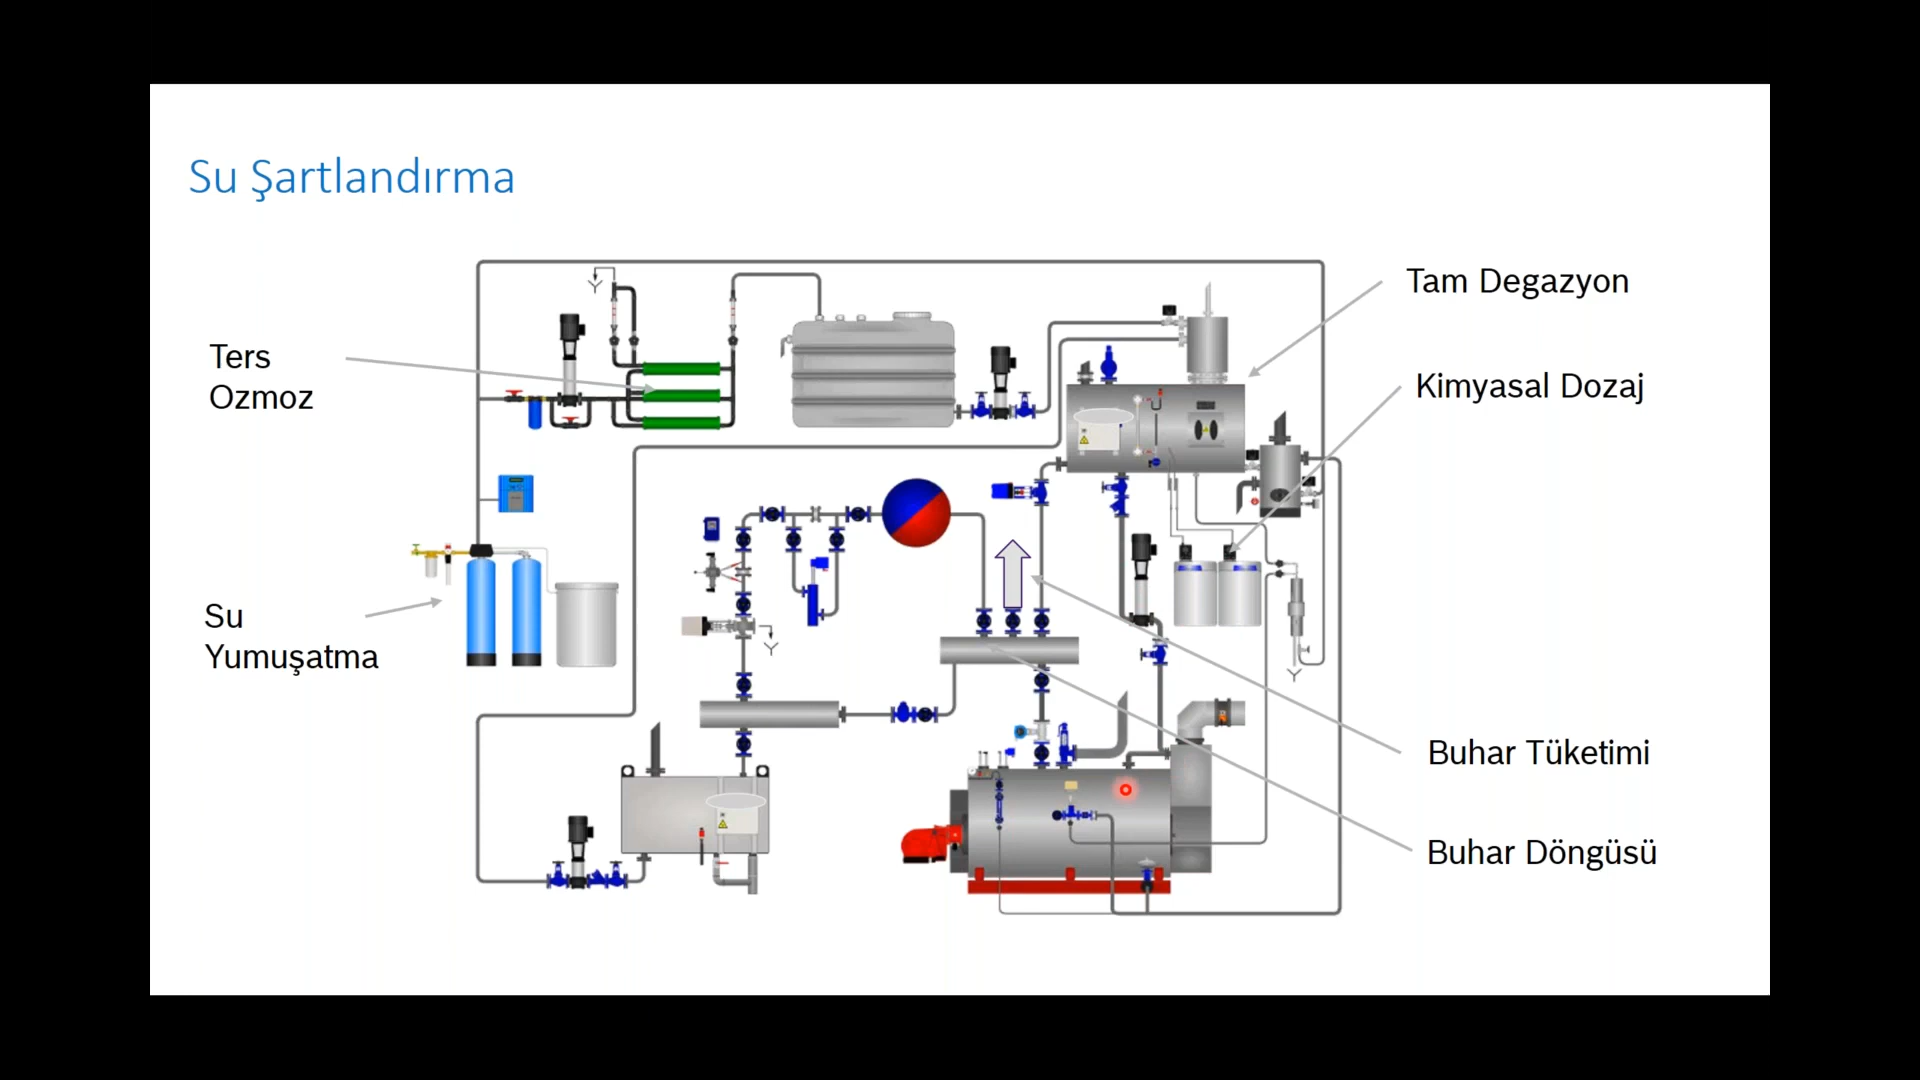 Su Şartlandırma
Tam Degazyon
Ters
Ozmoz
Kimyasal Dozaj
Su
Yumuşatma
Buhar Tüketimi
Buhar Döngüsü